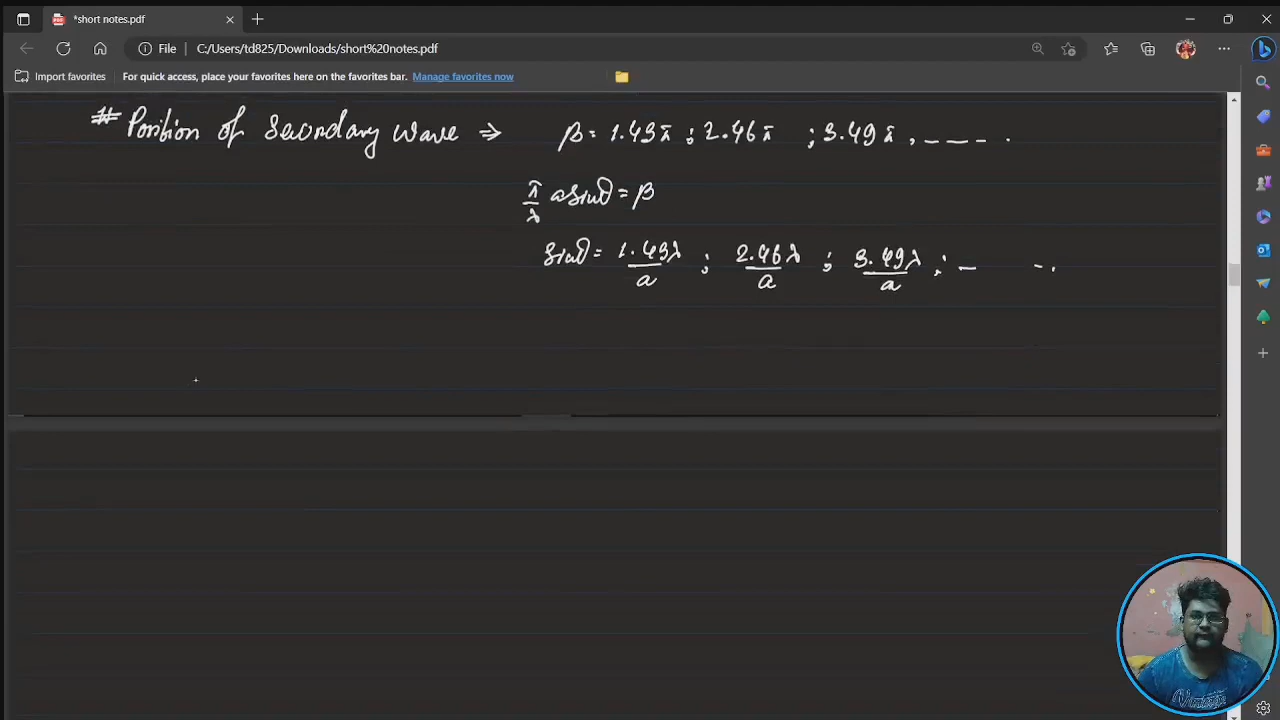 *short notes.pdf
File C:/Users/td825/Downloads/short%20notes.pdf
Import favorites For quick access, place your favorites here on the favorites bar. Manage favorites now
# Position of Secondary Wave ⇒ β = 1.43π ; 2.46π ; 3.49π , – – – .
π/λ a sinθ = β
sinθ = 1.43λ/a ; 2.46λ/a ; 3.49λ/a ; – - .